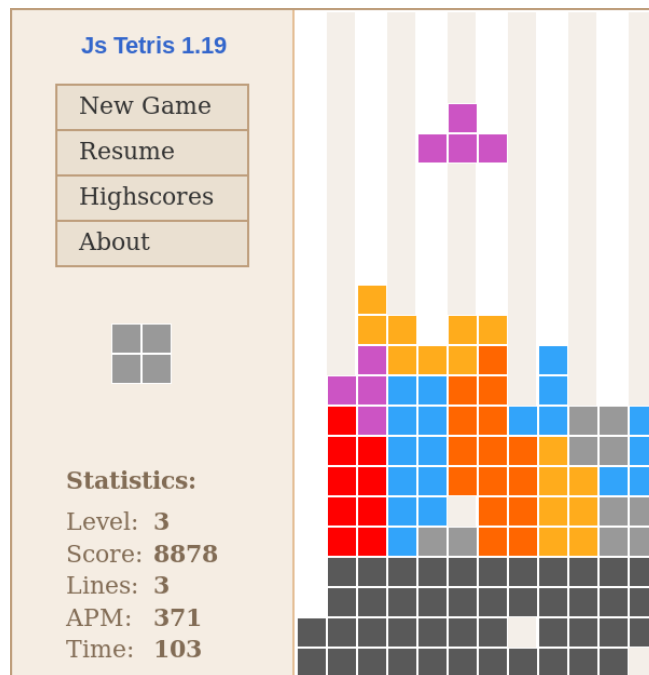 Js Tetris 1.19
New Game
Resume
Highscores
About
Statistics:
Level: 3
Score: 8878
Lines: 3
APM: 371
Time: 103